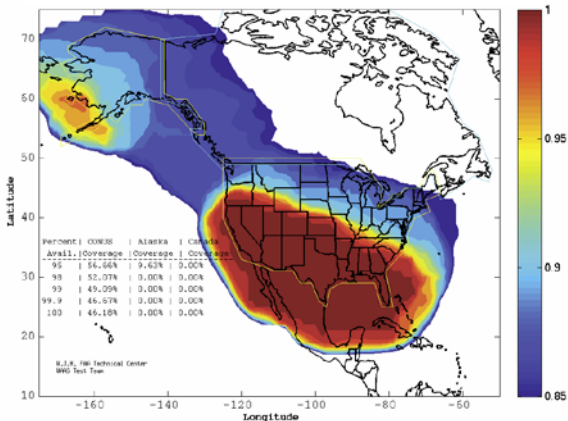 70
60
50
40
30
20
10
Latitude
Percent| CONUS | Alaska | Canada
Avail.|Coverage |Coverage | Coverage
95 | 56.66% | 9.63% | 0.00%
98 | 52.07% | 0.00% | 0.00%
99 | 49.09% | 0.00% | 0.00%
99.9 | 46.67% | 0.00% | 0.00%
100 | 46.18% | 0.00% | 0.00%
W.J.H. FAA Technical Center
WAAS Test Team
-160
-140
-120
-100
-80
-60
Longitude
1
0.95
0.9
0.85